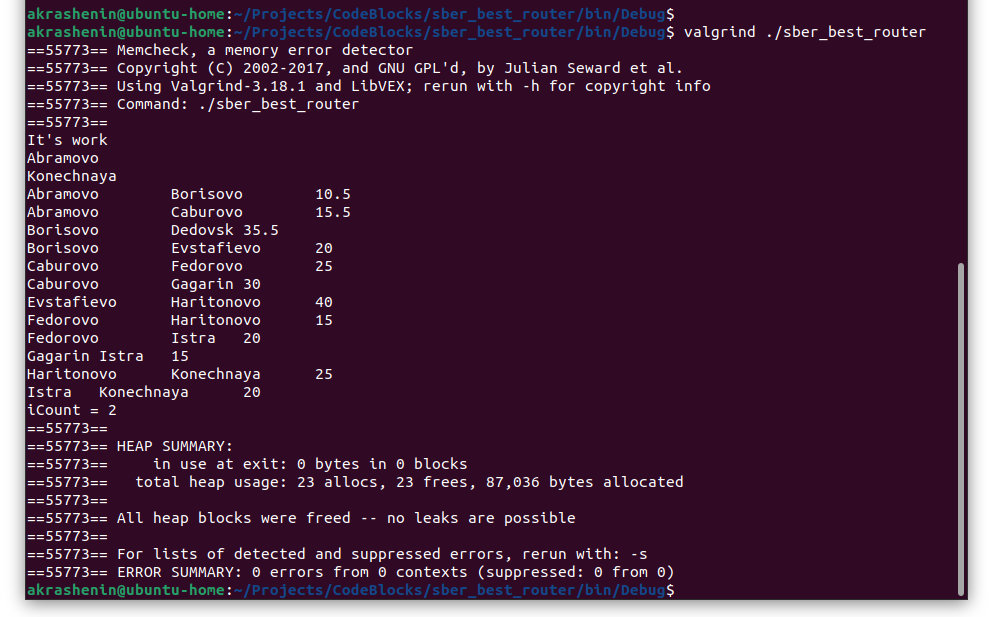 akrashenin@ubuntu-home:~/Projects/CodeBlocks/sber_best_router/bin/Debug$
akrashenin@ubuntu-home:~/Projects/CodeBlocks/sber_best_router/bin/Debug$ valgrind ./sber_best_router
==55773== Memcheck, a memory error detector
==55773== Copyright (C) 2002-2017, and GNU GPL'd, by Julian Seward et al.
==55773== Using Valgrind-3.18.1 and LibVEX; rerun with -h for copyright info
==55773== Command: ./sber_best_router
==55773==
It's work
Abramovo
Konechnaya
Abramovo        Borisovo        10.5
Abramovo        Caburovo        15.5
Borisovo        Dedovsk 35.5
Borisovo        Evstafievo      20
Caburovo        Fedorovo        25
Caburovo        Gagarin 30
Evstafievo      Haritonovo      40
Fedorovo        Haritonovo      15
Fedorovo        Istra   20
Gagarin Istra   15
Haritonovo      Konechnaya      25
Istra   Konechnaya      20
iCount = 2
==55773==
==55773== HEAP SUMMARY:
==55773==     in use at exit: 0 bytes in 0 blocks
==55773==   total heap usage: 23 allocs, 23 frees, 87,036 bytes allocated
==55773==
==55773== All heap blocks were freed -- no leaks are possible
==55773==
==55773== For lists of detected and suppressed errors, rerun with: -s
==55773== ERROR SUMMARY: 0 errors from 0 contexts (suppressed: 0 from 0)
akrashenin@ubuntu-home:~/Projects/CodeBlocks/sber_best_router/bin/Debug$